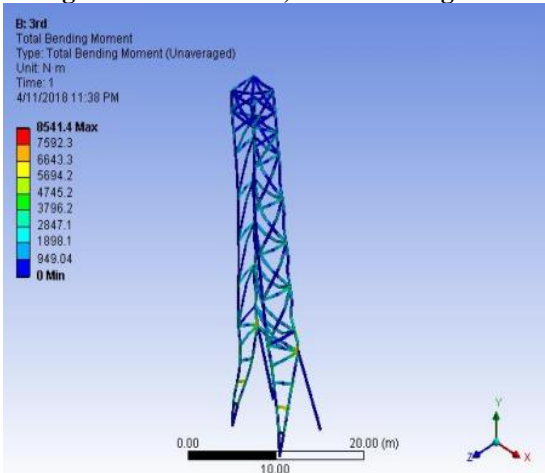 B: 3rd
Total Bending Moment
Type: Total Bending Moment (Unaveraged)
Unit: N·m
Time: 1
4/11/2018 11:38 PM
8541.4 Max
7592.3
6643.3
5694.2
4745.2
3796.2
2847.1
1898.1
949.04
0 Min
0.00 20.00 (m)
10.00
Y
Z X